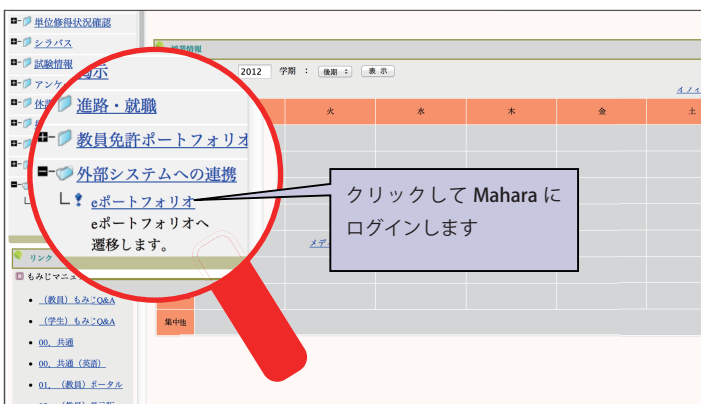 単位修得状況確認
シラバス
試験情報
アンケ
進路・就職
教員免許ポートフォリオ
外部システムへの連携
eポートフォリオ
eポートフォリオへ
遷移します。
2012 学期 : 後期 表 示
火 水 木 金 土
クリックして Mahara に
ログインします
メデ
リンク
もみじマニュ
(教員) もみじQ&A
(学生) もみじQ&A
00. 共通
00. 共通 (英語)
01. (教員) ポータル
集中他